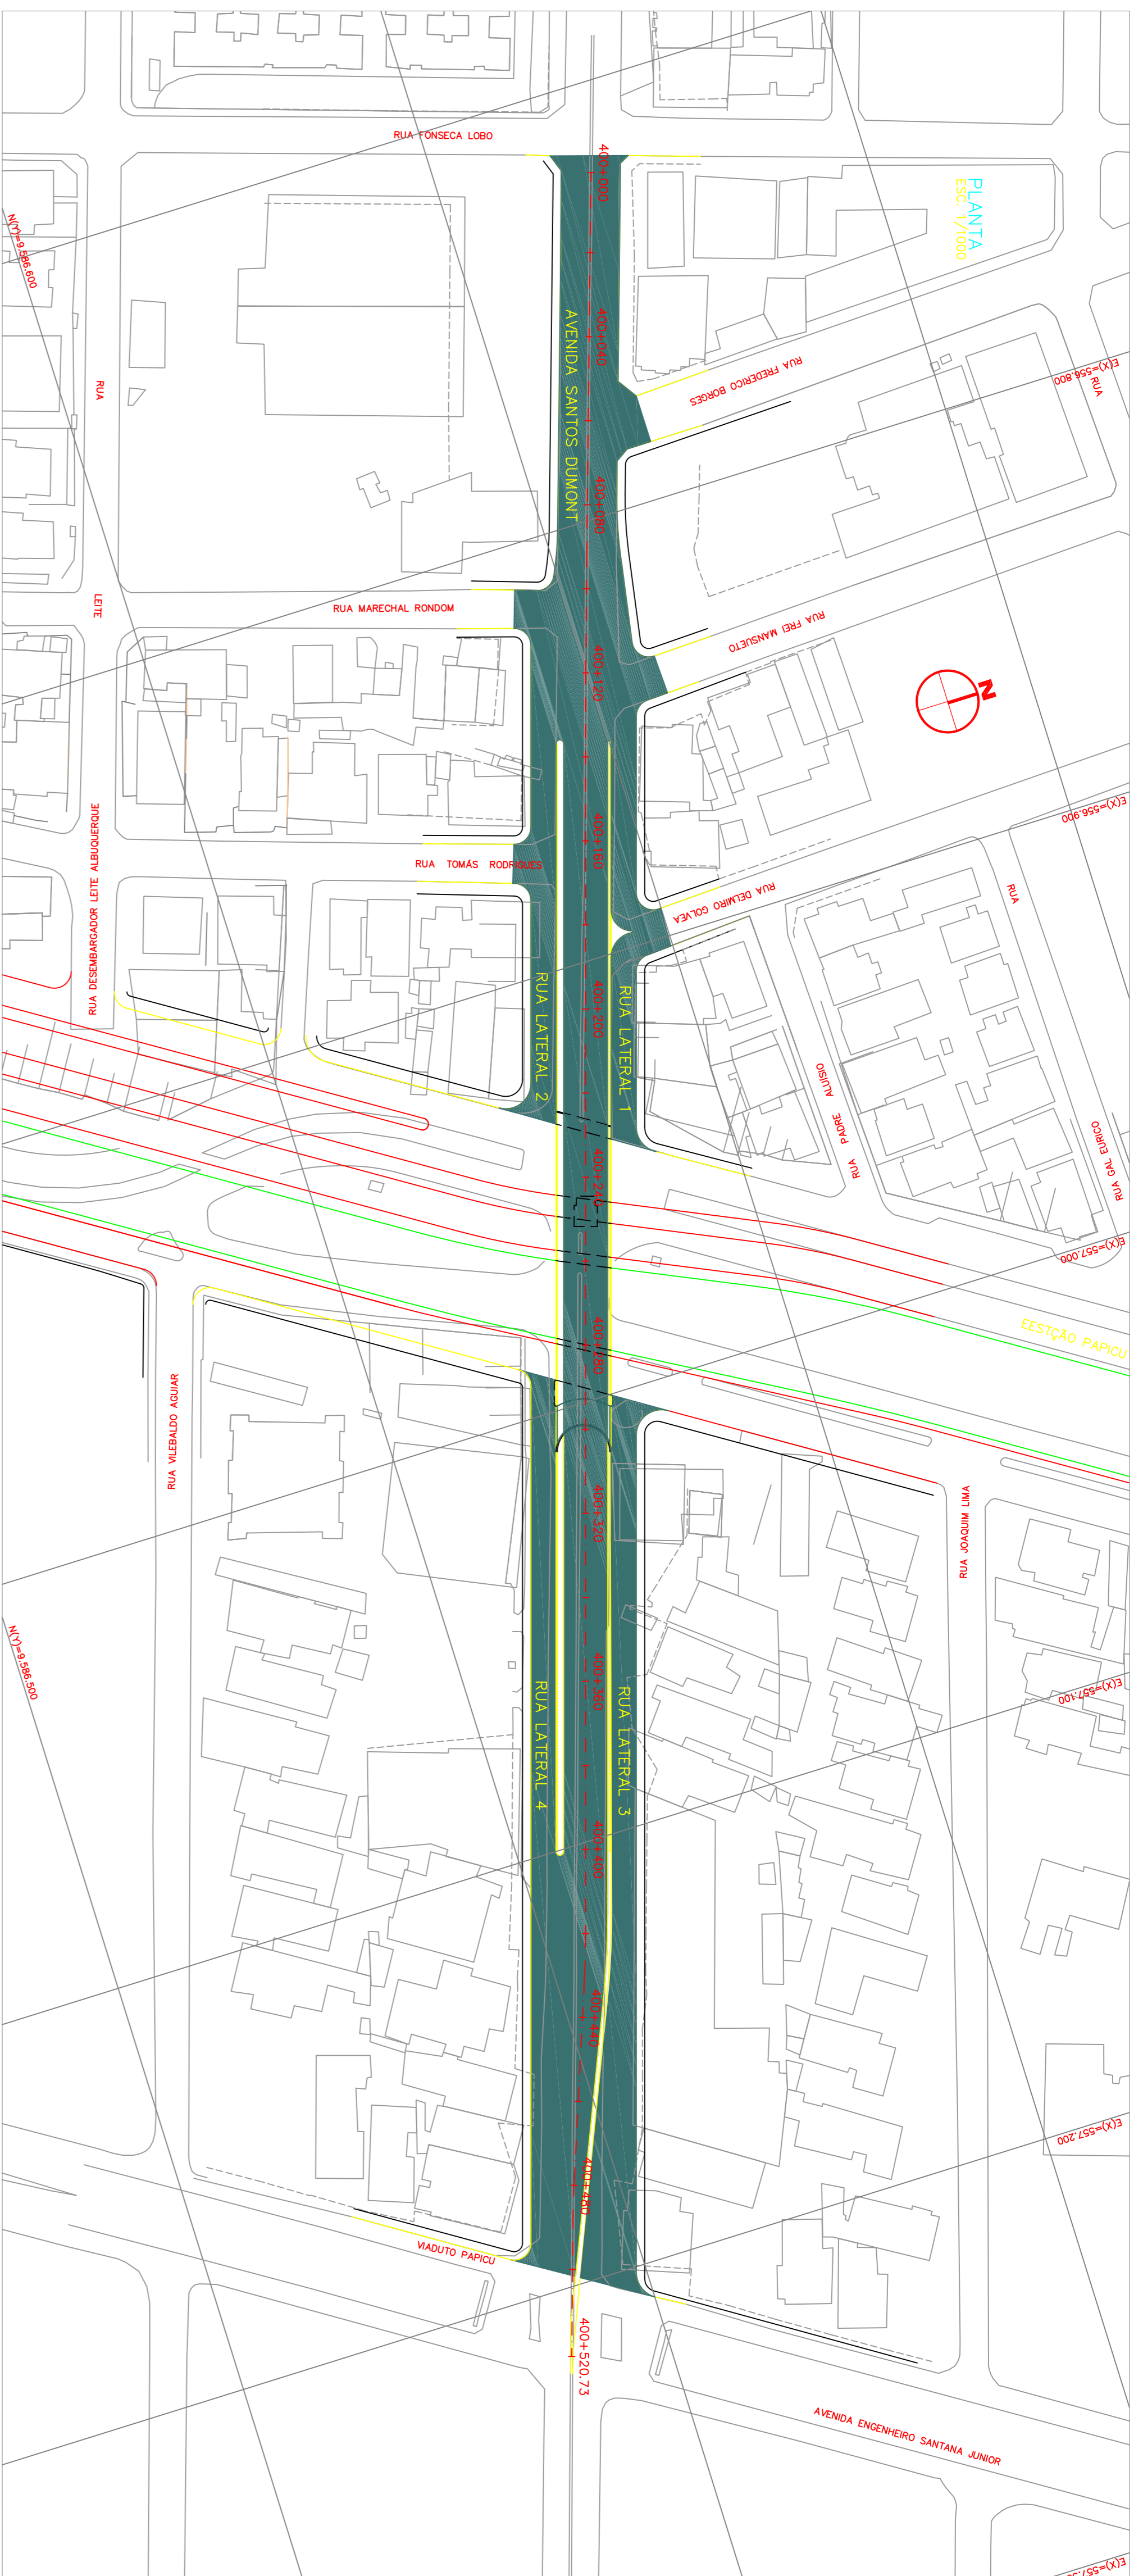 RUA FONSECA LOBO
400+000
PLANTA
ESC. 1/1000
N(Y)=9.586.600
400+040
AVENIDA SANTOS DUMONT
RUA FREDERICO BORGES
E(X)=556.800
RUA
RUA
400+080
LEITE
RUA MARECHAL RONDOM
RUA FREI MANSUETO
400+120
N
E(X)=556.900
RUA DESEMBARGADOR LEITE ALBUQUERQUE
400+160
RUA TOMÁS RODRIGUES
RUA DELMIRO GOLVEA
RUA
RUA LATERAL 2
400+200
RUA LATERAL 1
RUA PADRE ALUISIO
RUA GAL EURICO
400+240
E(X)=557.000
EESTÇÃO PAPICU
400+280
RUA VILEBALDO AGUIAR
400+320
RUA JOAQUIM LIMA
N(Y)=9.586.500
400+360
E(X)=557.100
RUA LATERAL 4
RUA LATERAL 3
400+400
400+440
E(X)=557.200
400+480
VIADUTO PAPICU
400+520.73
AVENIDA ENGENHEIRO SANTANA JUNIOR